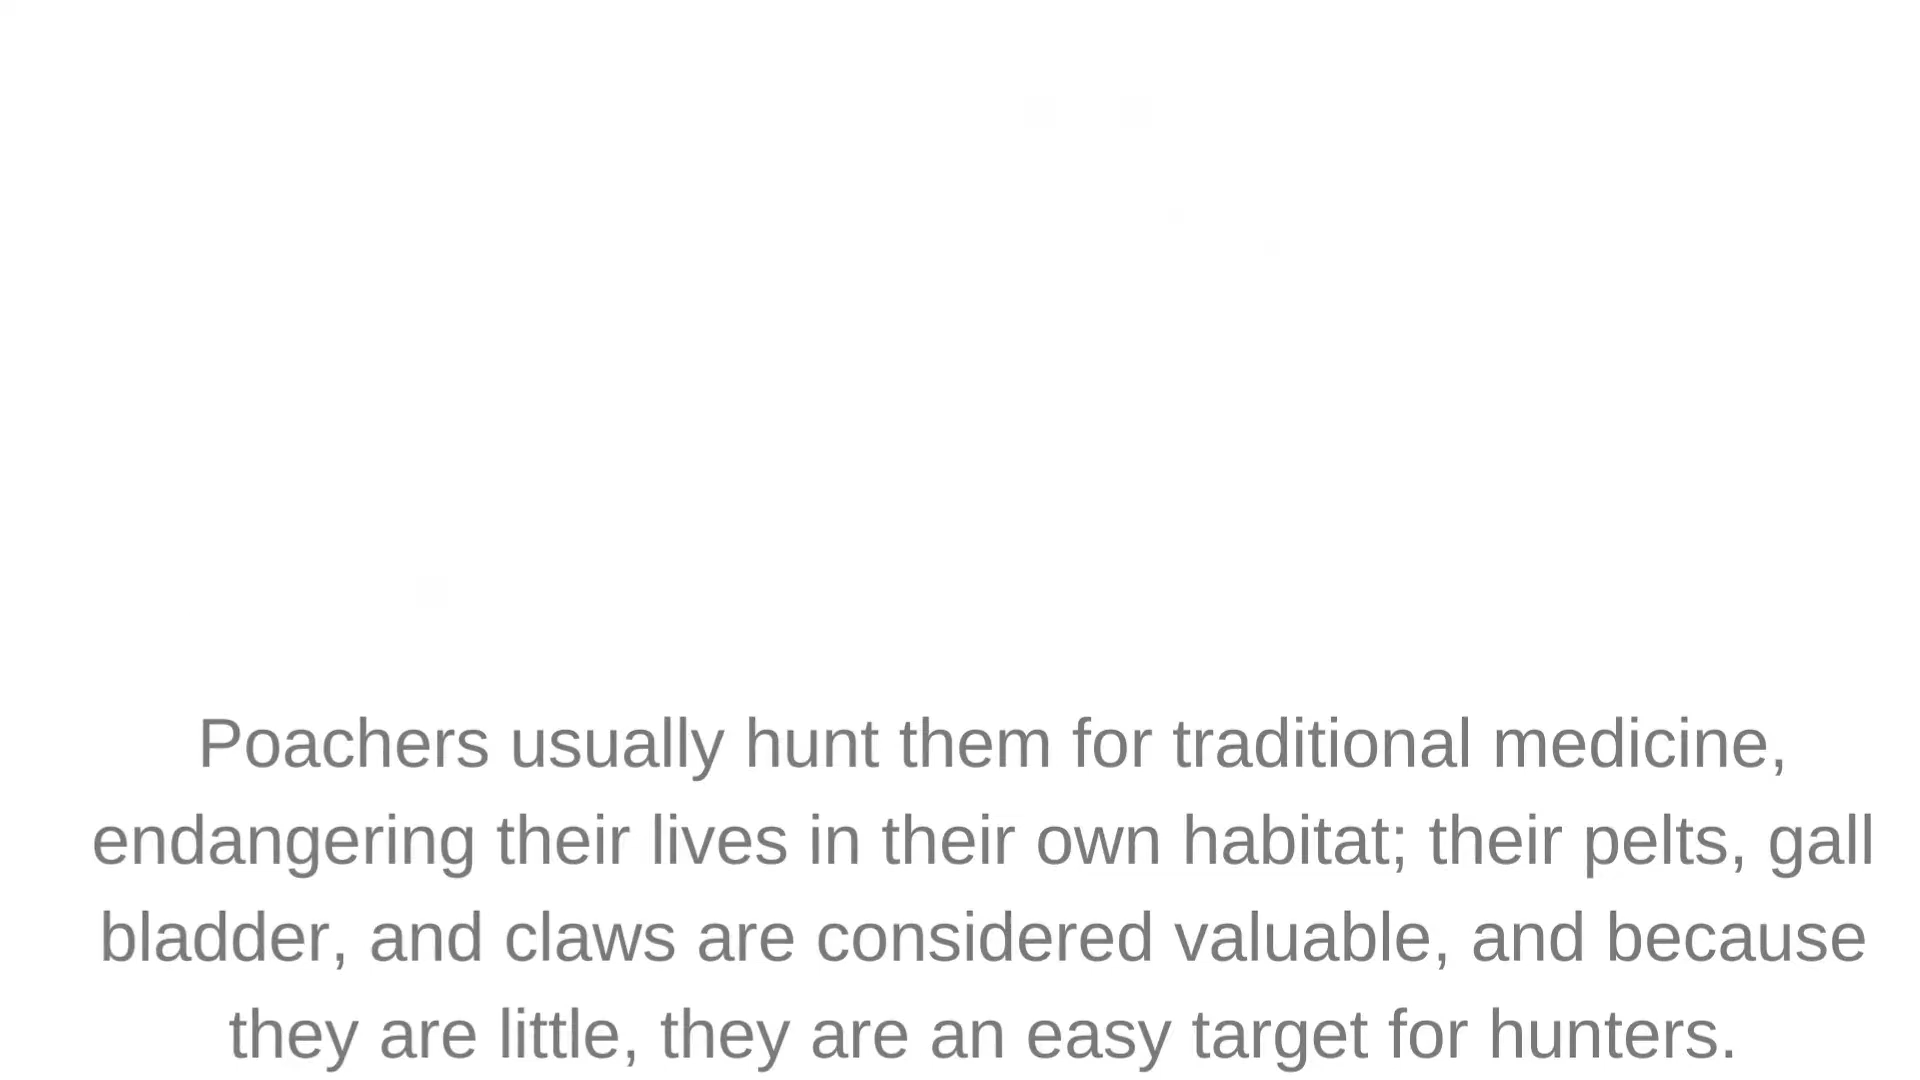 Poachers usually hunt them for traditional medicine,
endangering their lives in their own habitat; their pelts, gall
bladder, and claws are considered valuable, and because
they are little, they are an easy target for hunters.